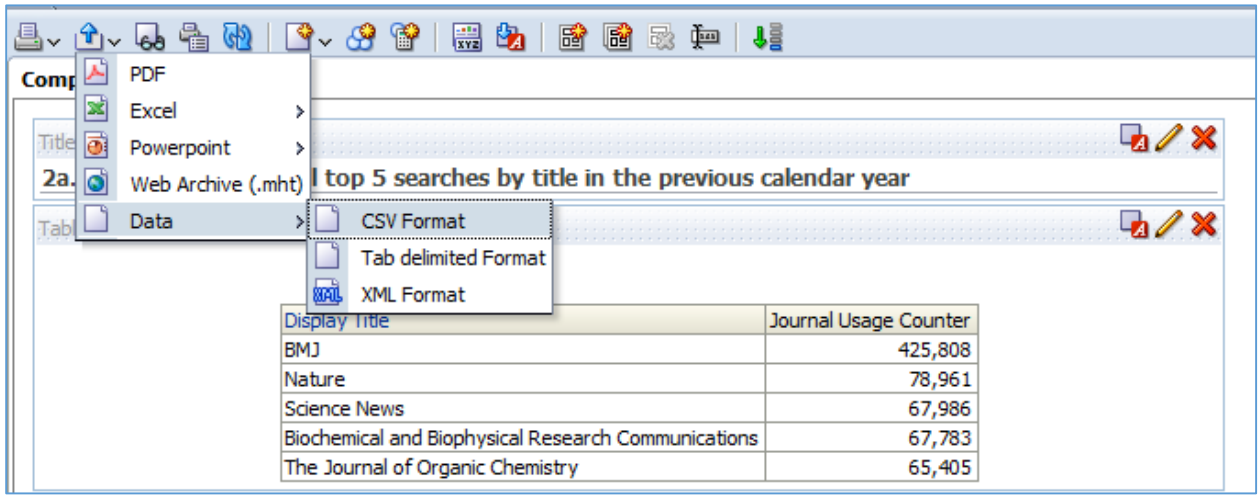 XYZ
A
Comp
PDF
Excel
Powerpoint
Web Archive (.mht)
Data
CSV Format
Tab delimited Format
XML Format
Title
2a. l top 5 searches by title in the previous calendar year
Tabl
Display Title Journal Usage Counter
BMJ 425,808
Nature 78,961
Science News 67,986
Biochemical and Biophysical Research Communications 67,783
The Journal of Organic Chemistry 65,405